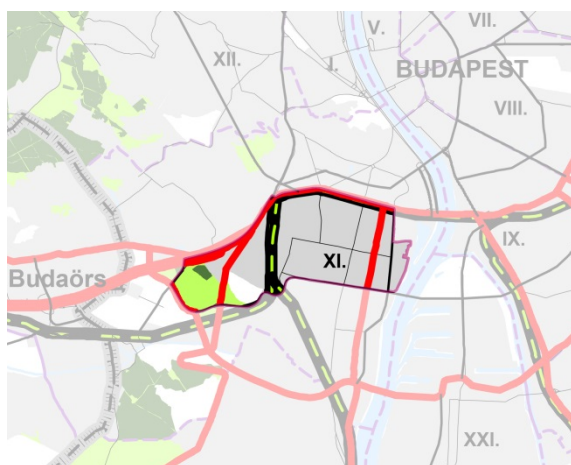 V.
VII.
XII.
I.
BUDAPEST
VIII.
IX.
XI.
Budaörs
XXI.